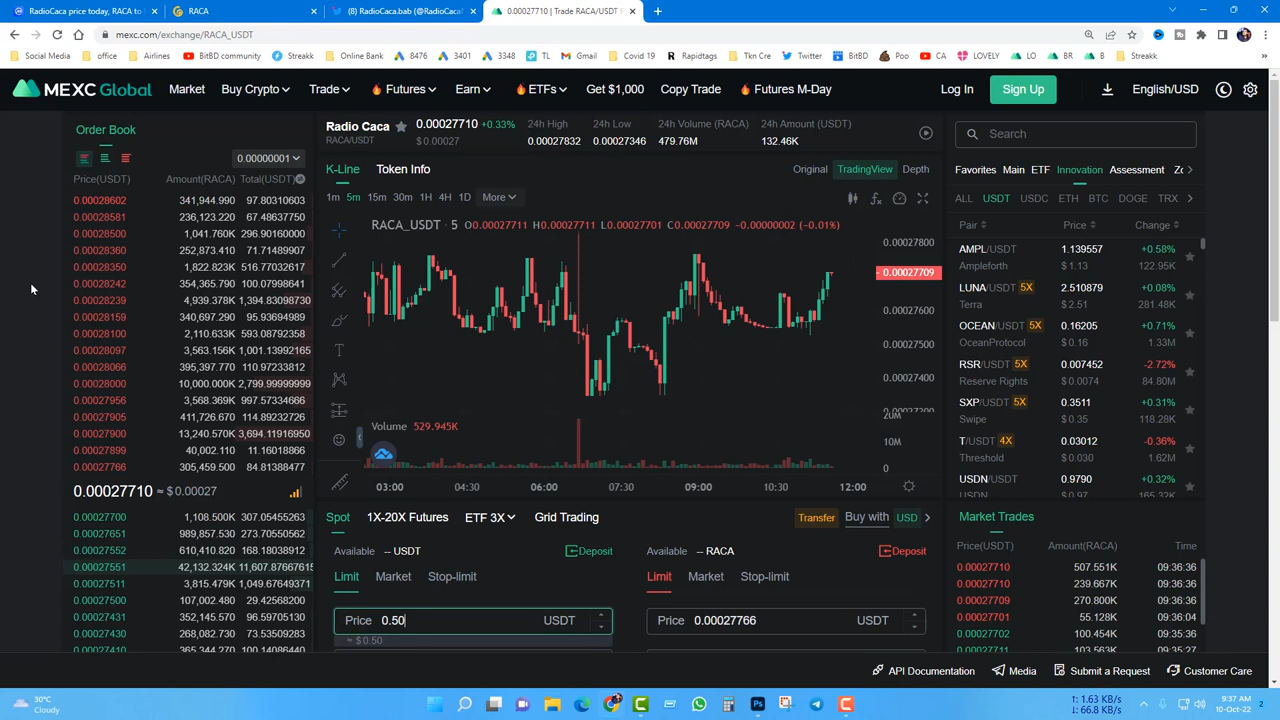 RadioCaca price today, RACA to
RACA
(8) RadioCaca.bab (@RadioCaca!
0.00027710 | Trade RACA/USDT F
mexc.com/exchange/RACA_USDT
Social Media office Airlines BitBD community Streakk Online Bank 8476 3401 3348 TL Gmail Covid 19 Rapidtags Tkn Cre Twitter BitBD Poo CA LOVELY LO BR B Streakk
MEXC Global Market Buy Crypto Trade Futures Earn ETFs Get $1,000 Copy Trade Futures M-Day Log In Sign Up English/USD
Order Book
0.00000001
Price(USDT) Amount(RACA) Total(USDT)
0.00028602 341,944.990 97.80310603
0.00028581 236,123.220 67.48637750
0.00028500 1,041.760K 296.90160000
0.00028360 252,873.410 71.71489907
0.00028350 1,822.823K 516.77032617
0.00028242 354,365.790 100.07998641
0.00028239 4,939.378K 1,394.83098730
0.00028159 340,697.290 95.93694989
0.00028100 2,110.633K 593.08792358
0.00028097 3,563.156K 1,001.13992165
0.00028066 395,883.900 110.97233812
0.00028000 10,000.000K 2,799.99999999
0.00027956 3,568.369K 997.57334666
0.00027905 411,726.670 114.89232726
0.00027900 13,240.570K 3,694.11916950
0.00027899 40,002.110 11.16018866
0.00027766 305,459.500 84.81388477
0.00027710 ≈ $ 0.00027
0.00027700 1,108.500K 307.05455263
0.00027651 989,857.530 273.70550562
0.00027552 610,410.820 168.18038912
0.00027551 42,132.324K 11,607.87667615
0.00027511 3,815.479K 1,049.67649371
0.00027500 107,002.480 29.42568200
0.00027431 352,145.570 96.59705130
0.00027430 268,082.730 73.53509283
Radio Caca
RACA/USDT
0.00027710 +0.33%
$ 0.00027
24h High
0.00027832
24h Low
0.00027346
24h Volume (RACA)
479.76M
24h Amount (USDT)
132.46K
K-Line Token Info Original TradingView Depth
1m 5m 15m 30m 1H 4H 1D More
RACA_USDT · 5 O0.00027711 H0.00027711 L0.00027701 C0.00027709 -0.00000002 (-0.01%)
0.00027800
0.00027709
0.00027600
0.00027500
0.00027400
Volume 529.945K
20M
10M
0
03:00 04:30 06:00 07:30 09:00 10:30 12:00
Spot 1X-20X Futures ETF 3X Grid Trading Transfer Buy with USD
Available -- USDT Deposit Available -- RACA Deposit
Limit Market Stop-limit Limit Market Stop-limit
Price 0.50 USDT Price 0.00027766 USDT
≈ $ 0.50
Search
Favorites Main ETF Innovation Assessment
ALL USDT USDC ETH BTC DOGE TRX
Pair Price Change
AMPL/USDT 1.139557 +0.58%
Ampleforth $ 1.13 122.95K
LUNA/USDT 5X 2.510879 +0.08%
Terra $ 2.51 281.48K
OCEAN/USDT 5X 0.16205 +0.71%
OceanProtocol $ 0.16 1.33M
RSR/USDT 5X 0.007452 -2.72%
Reserve Rights $ 0.0074 84.80M
SXP/USDT 5X 0.3511 +0.31%
Swipe $ 0.35 118.28K
T/USDT 4X 0.03012 -0.36%
Threshold $ 0.030 1.62M
USDN/USDT 0.9790 +0.32%
Market Trades
Price(USDT) Amount(RACA) Time
0.00027710 507.551K 09:36:36
0.00027710 239.667K 09:36:36
0.00027709 270.800K 09:36:36
0.00027701 55.128K 09:36:04
0.00027702 100.454K 09:35:35
API Documentation Media Submit a Request Customer Care
30°C
Cloudy
↑: 1.63 KB/s
↓: 66.8 KB/s
9:37 AM
10-Oct-22
2